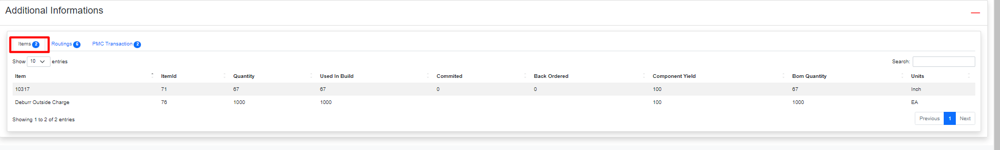 Additional Informations
Items 2 Routings 6 PMC Transaction 2
Show 10 entries Search:
Item ItemId Quantity Used In Build Commited Back Ordered Component Yield Bom Quantity Units
10317 71 67 67 0 0 100 67 Inch
Deburr Outside Charge 76 1000 1000 100 1000 EA
Showing 1 to 2 of 2 entries Previous 1 Next